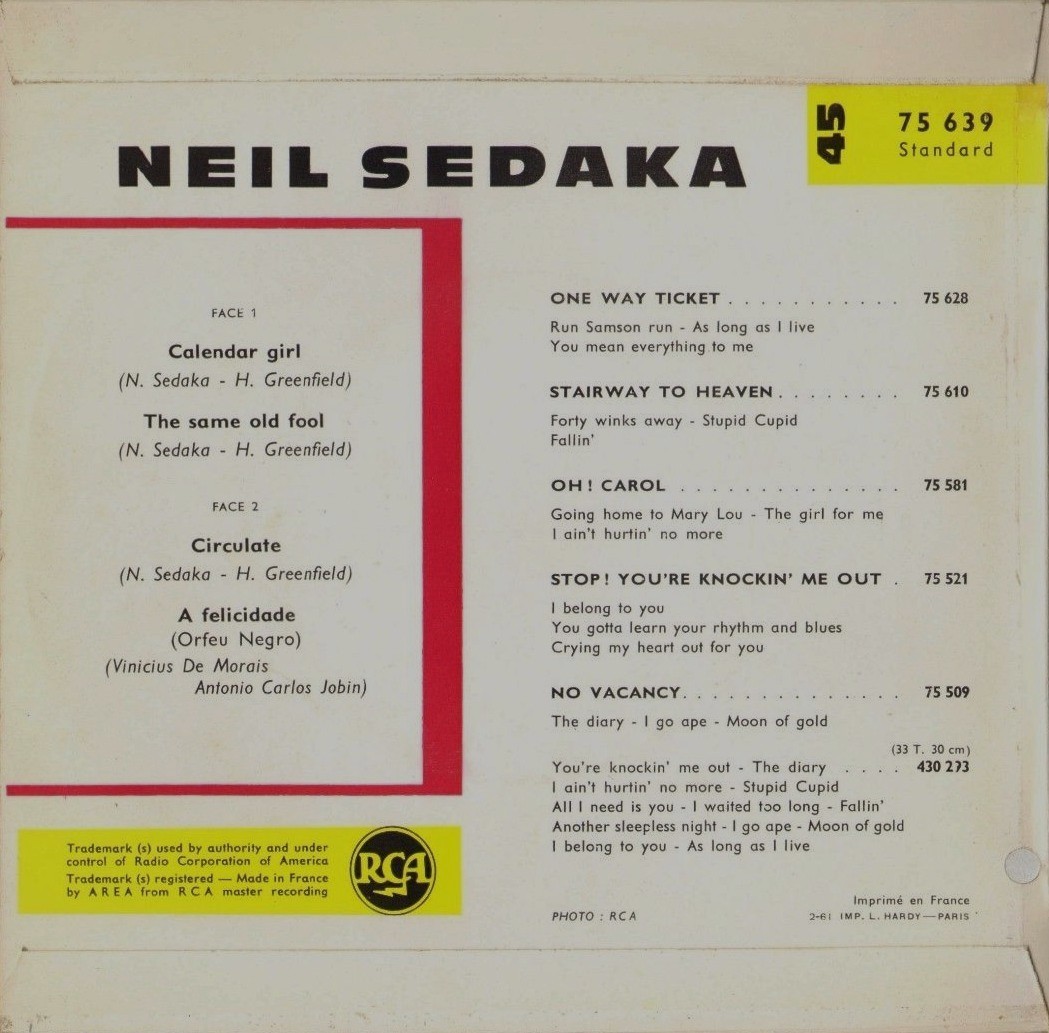 45
75 639
Standard
NEIL SEDAKA
FACE 1
Calendar girl
(N. Sedaka - H. Greenfield)
The same old fool
(N. Sedaka - H. Greenfield)
FACE 2
Circulate
(N. Sedaka - H. Greenfield)
A felicidade
(Orfeu Negro)
(Vinicius De Morais
Antonio Carlos Jobin)
Trademark (s) used by authority and under
control of Radio Corporation of America
Trademark (s) registered — Made in France
by AREA from RCA master recording
RCA
ONE WAY TICKET . . . . . . . . . . . 75 628
Run Samson run - As long as I live
You mean everything to me
STAIRWAY TO HEAVEN . . . . . . . . 75 610
Forty winks away - Stupid Cupid
Fallin'
OH! CAROL . . . . . . . . . . . . . . 75 581
Going home to Mary Lou - The girl for me
I ain't hurtin' no more
STOP! YOU'RE KNOCKIN' ME OUT . 75 521
I belong to you
You gotta learn your rhythm and blues
Crying my heart out for you
NO VACANCY . . . . . . . . . . . . . . 75 509
The diary - I go ape - Moon of gold
(33 T. 30 cm)
You're knockin' me out - The diary . . . . 430 273
I ain't hurtin' no more - Stupid Cupid
All I need is you - I waited too long - Fallin'
Another sleepless night - I go ape - Moon of gold
I belong to you - As long as I live
PHOTO : RCA
Imprimé en France
2-61 IMP. L. HARDY—PARIS